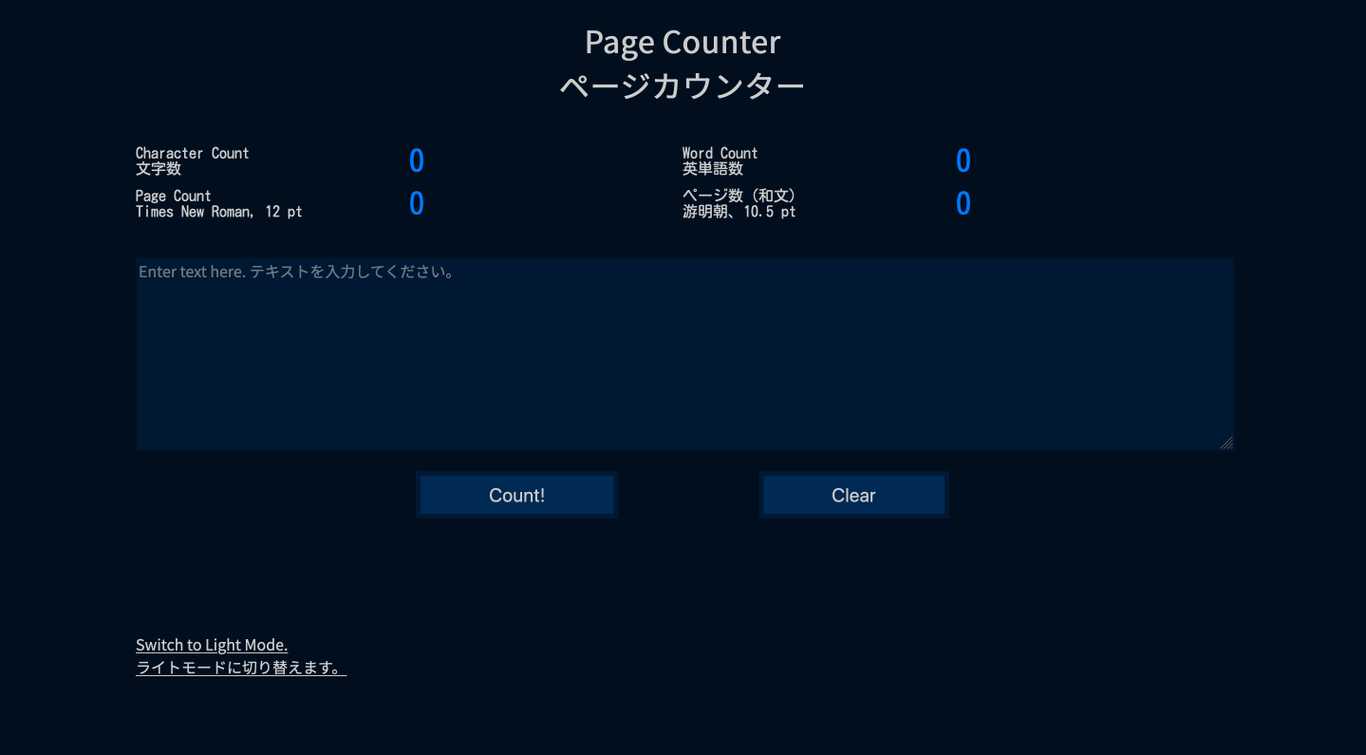 Page Counter
ページカウンター
Character Count
文字数
0
Word Count
英単語数
0
Page Count
Times New Roman, 12 pt
0
ページ数（和文）
游明朝、10.5 pt
0
Enter text here. テキストを入力してください。
Count!
Clear
Switch to Light Mode.
ライトモードに切り替えます。